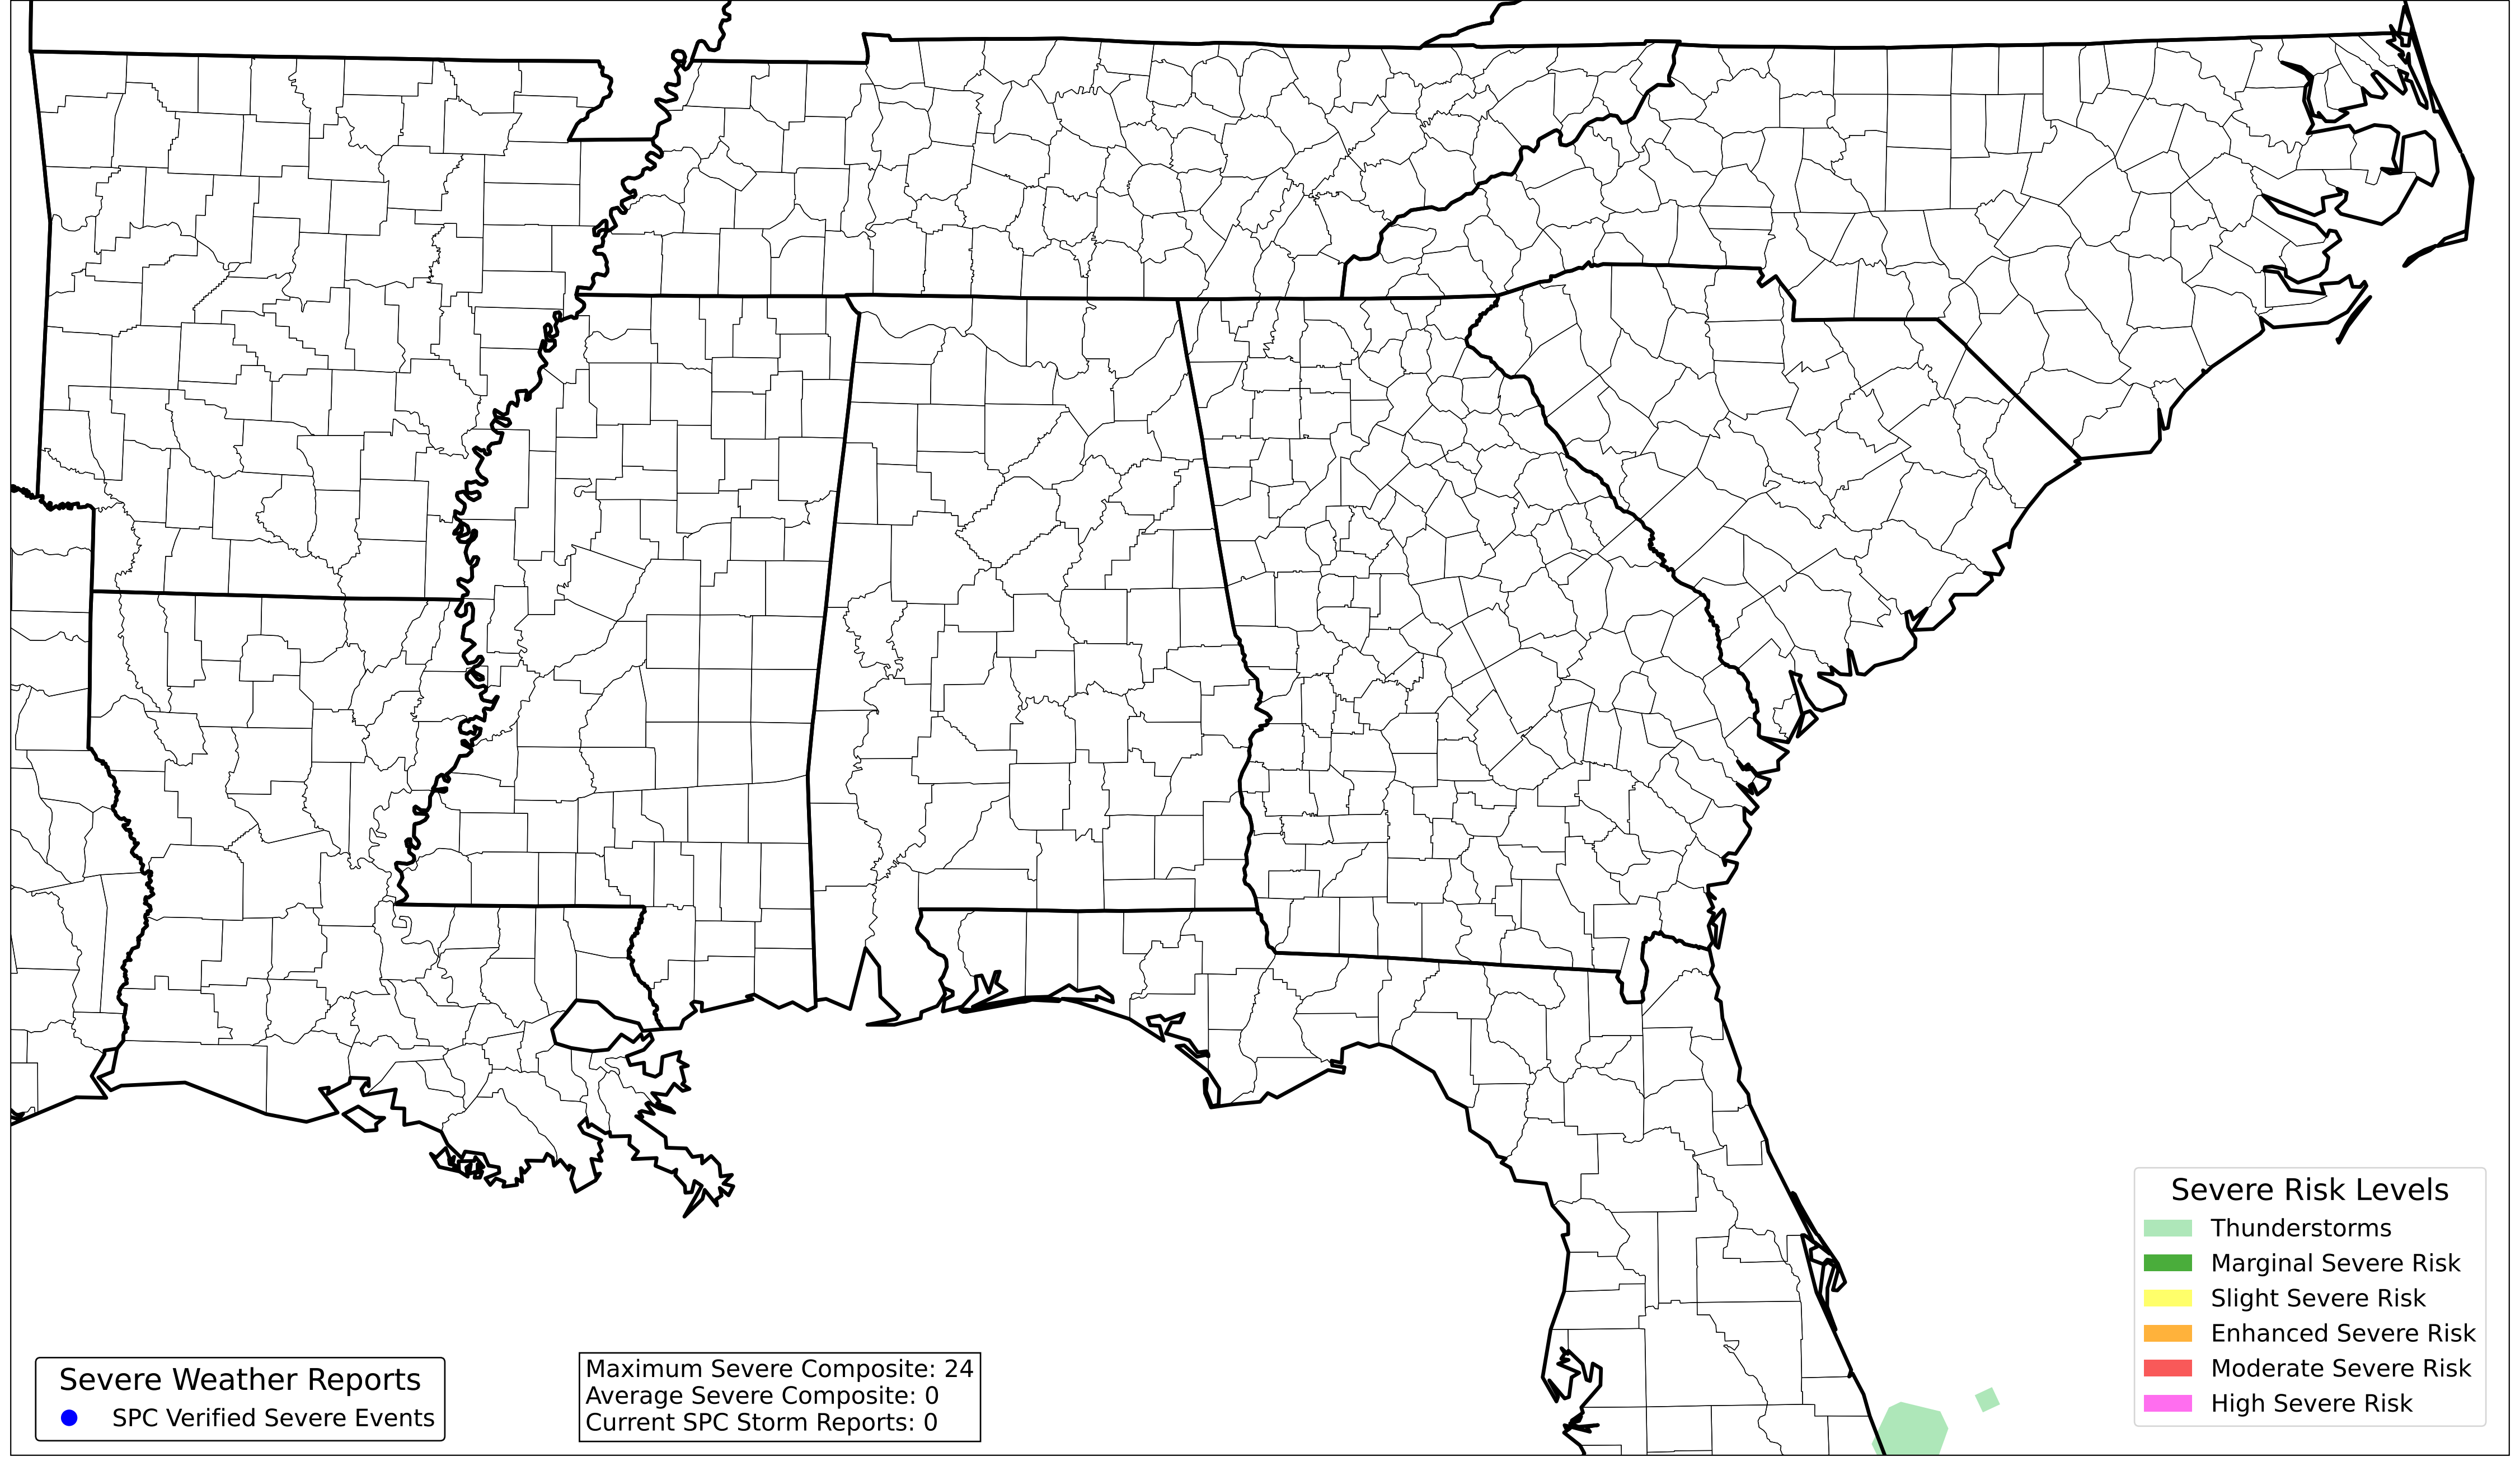 Severe Weather Reports
SPC Verified Severe Events
Maximum Severe Composite: 24
Average Severe Composite: 0
Current SPC Storm Reports: 0
Severe Risk Levels
Thunderstorms
Marginal Severe Risk
Slight Severe Risk
Enhanced Severe Risk
Moderate Severe Risk
High Severe Risk